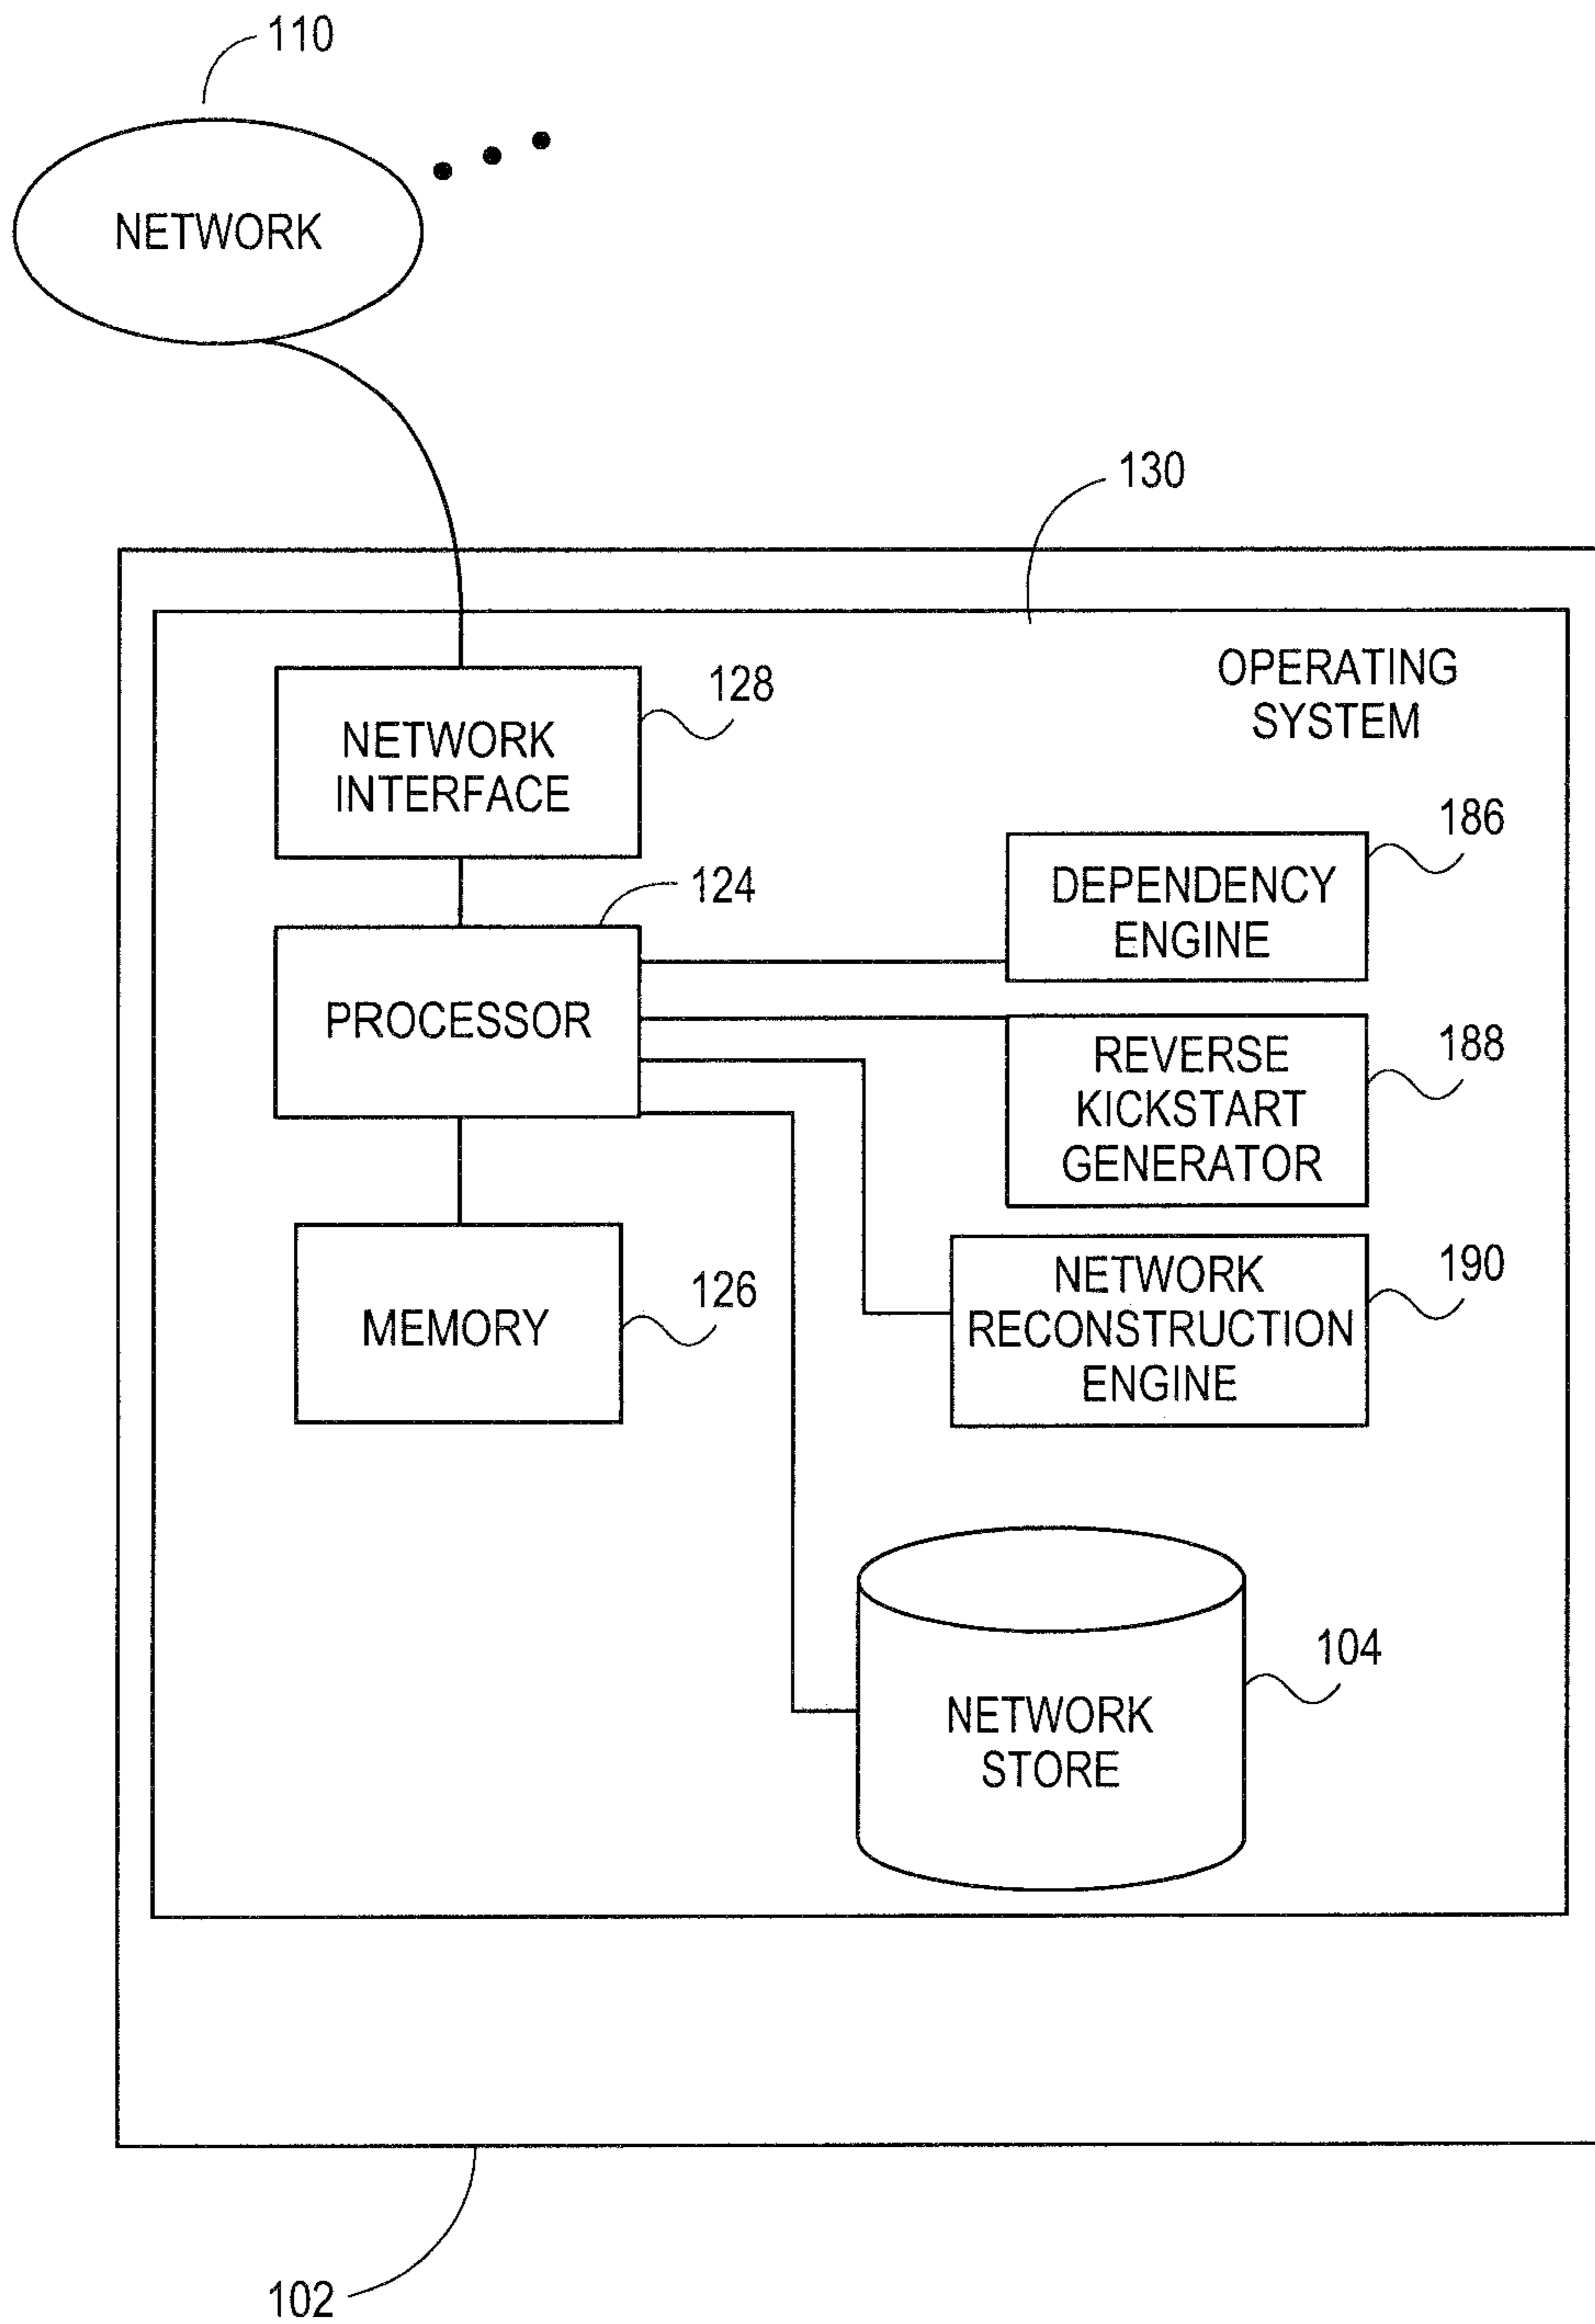 110
NETWORK
130
OPERATING
SYSTEM
128
NETWORK
INTERFACE
186
DEPENDENCY
ENGINE
124
PROCESSOR
188
REVERSE
KICKSTART
GENERATOR
190
NETWORK
RECONSTRUCTION
ENGINE
126
MEMORY
104
NETWORK
STORE
102